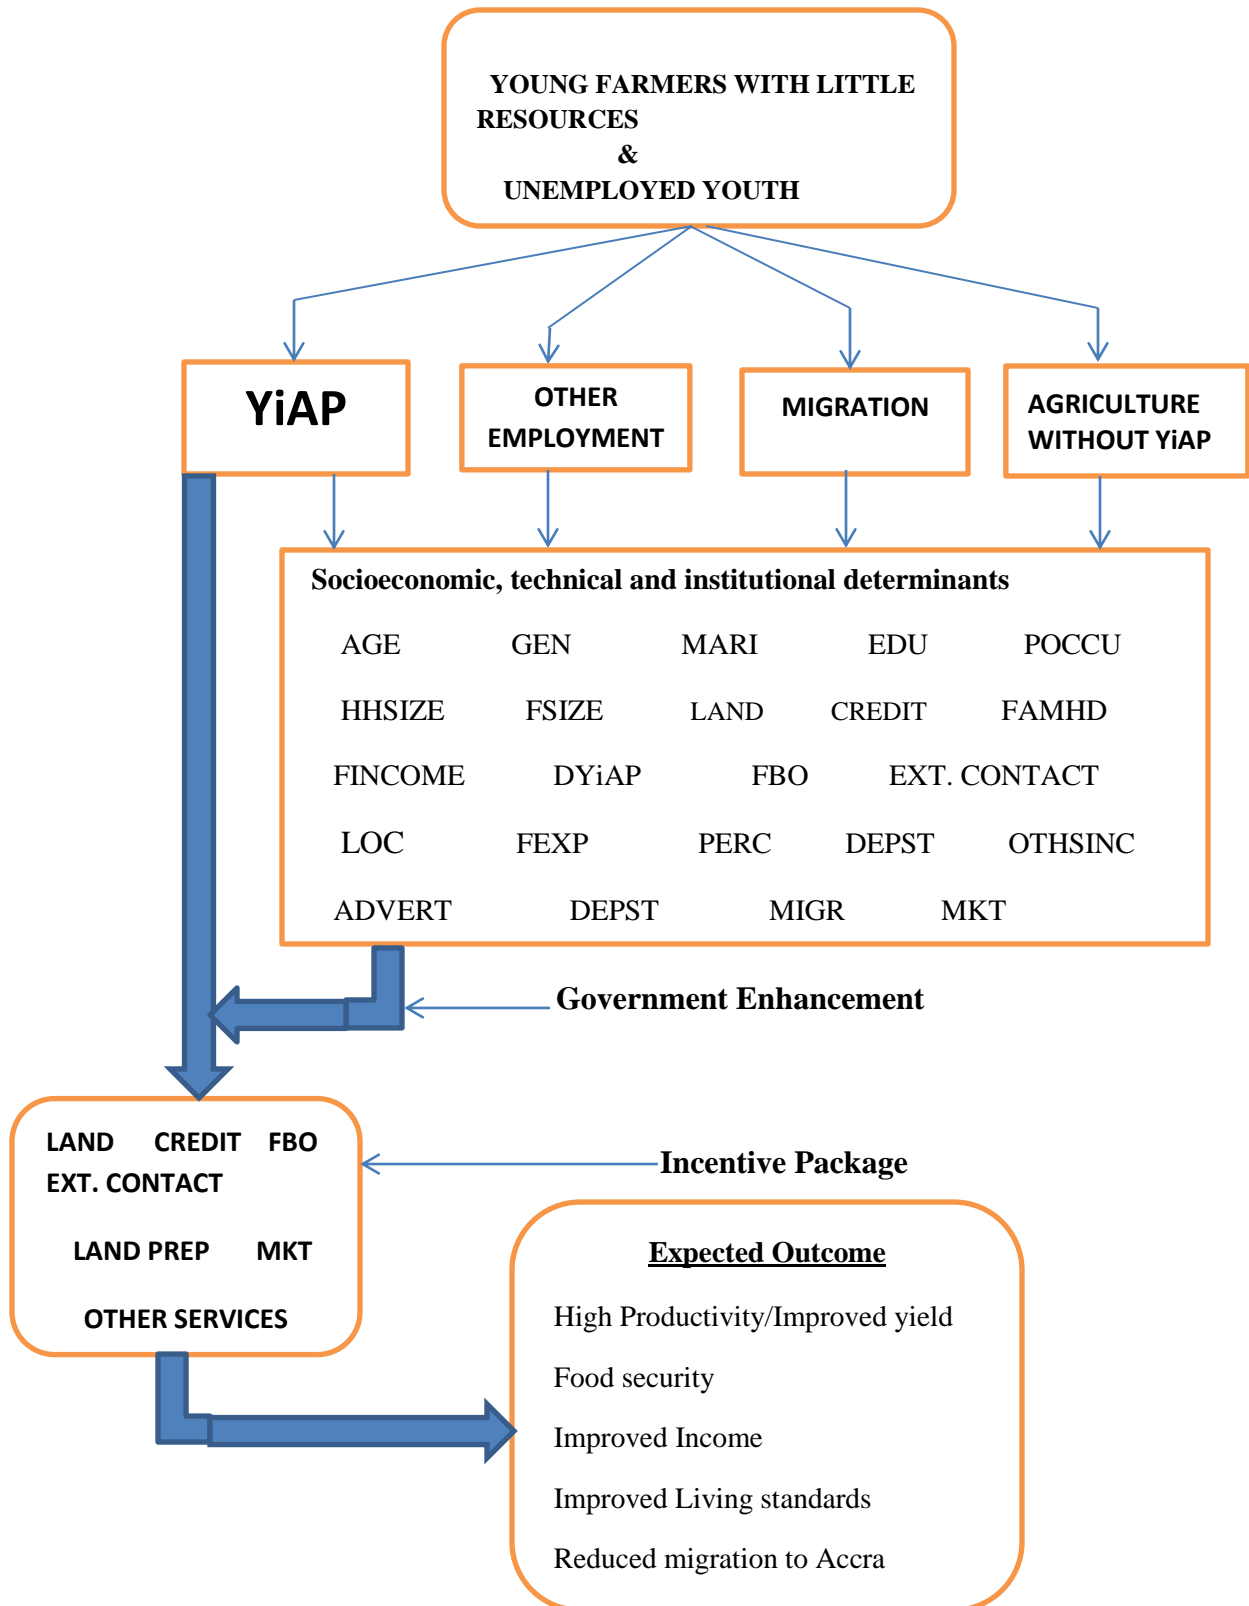 YOUNG FARMERS WITH LITTLE
RESOURCES
&
UNEMPLOYED YOUTH
YiAP
OTHER
EMPLOYMENT
MIGRATION
AGRICULTURE
WITHOUT YiAP
Socioeconomic, technical and institutional determinants
AGE GEN MARI EDU POCCU
HHSIZE FSIZE LAND CREDIT FAMHD
FINCOME DYiAP FBO EXT. CONTACT
LOC FEXP PERC DEPST OTHSINC
ADVERT DEPST MIGR MKT
Government Enhancement
LAND CREDIT FBO
EXT. CONTACT
LAND PREP MKT
OTHER SERVICES
Incentive Package
Expected Outcome
High Productivity/Improved yield
Food security
Improved Income
Improved Living standards
Reduced migration to Accra